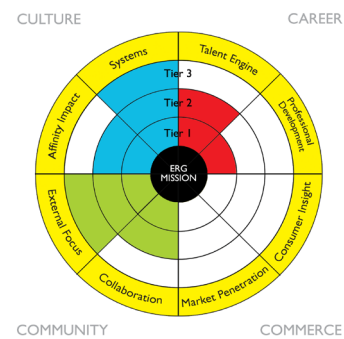 CULTURE
CAREER
Systems
Talent Engine
Affinity Impact
Professional
Development
Tier 3
Tier 2
Tier 1
ERG
MISSION
External Focus
Consumer Insight
Collaboration
Market Penetration
COMMUNITY
COMMERCE